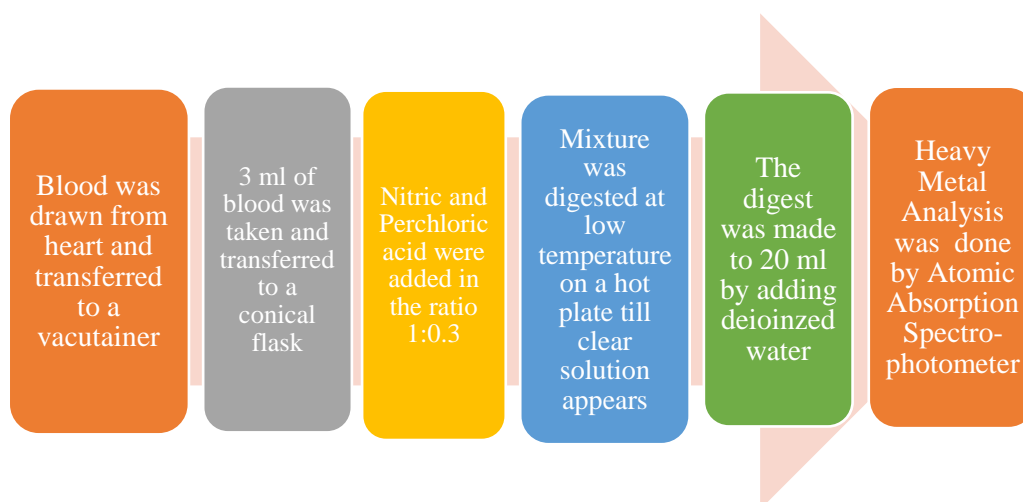 Blood was
drawn from
heart and
transferred
to a
vacutainer
3 ml of
blood was
taken and
transferred
to a
conical
flask
Nitric and
Perchloric
acid were
added in
the ratio
1:0.3
Mixture
was
digested at
low
temperature
on a hot
plate till
clear
solution
appears
The
digest
was made
to 20 ml
by adding
deioinzed
water
Heavy
Metal
Analysis
was done
by Atomic
Absorption
Spectro-
photometer